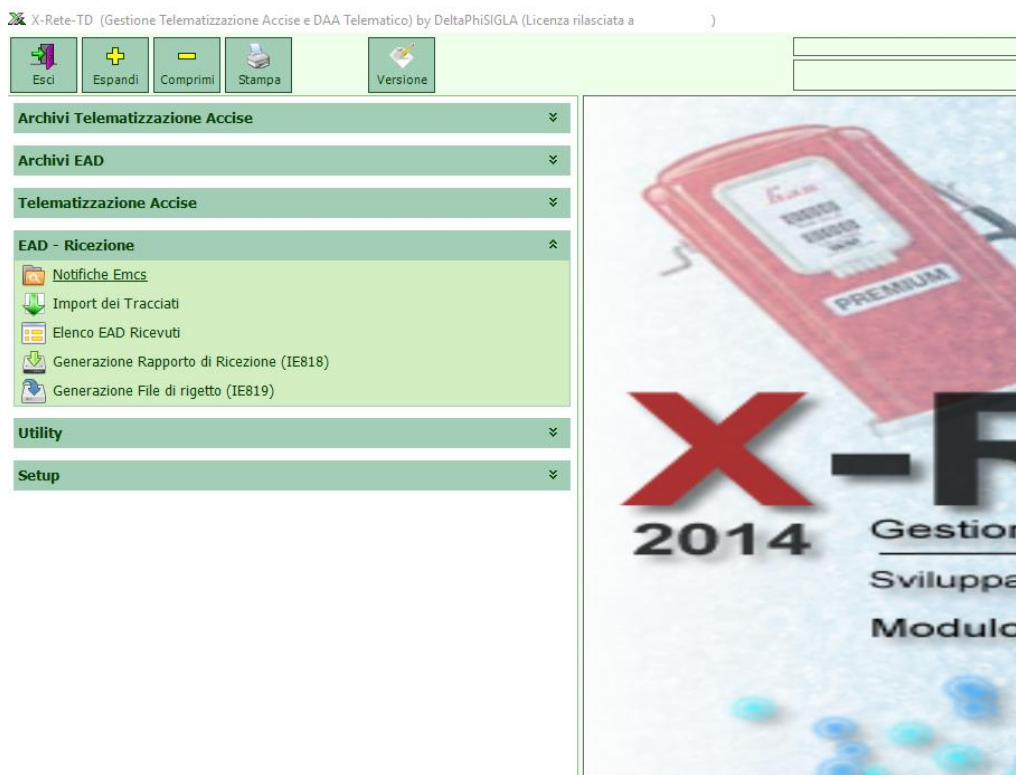 X-Rete-TD (Gestione Telematizzazione Accise e DAA Telematico) by DeltaPhiSIGLA (Licenza rilasciata a )
Esci Espandi Comprimi Stampa Versione
Archivi Telematizzazione Accise
Archivi EAD
Telematizzazione Accise
EAD - Ricezione
Notifiche Emcs
Import dei Tracciati
Elenco EAD Ricevuti
Generazione Rapporto di Ricezione (IE818)
Generazione File di rigetto (IE819)
Utility
Setup
PREMIUM
X-R
2014
Gestion
Sviluppa
Modulo